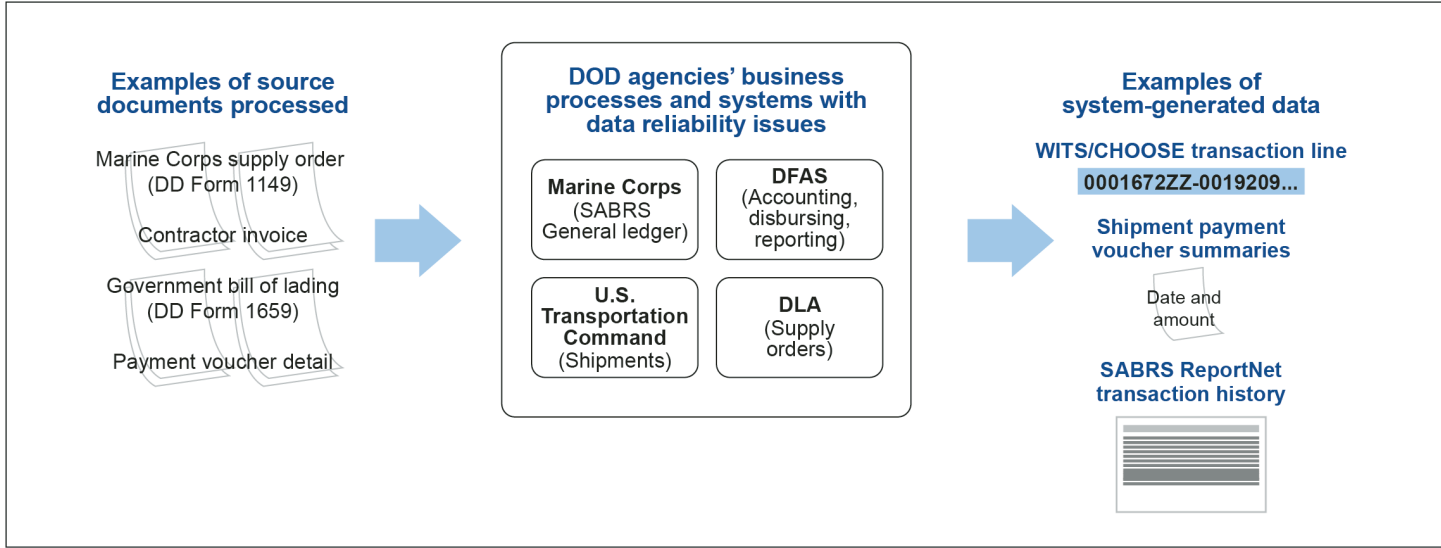 Examples of source
documents processed
Marine Corps supply order
(DD Form 1149)
Contractor invoice
Government bill of lading
(DD Form 1659)
Payment voucher detail
DOD agencies' business
processes and systems with
data reliability issues
Marine Corps
(SABRS
General ledger)
DFAS
(Accounting,
disbursing,
reporting)
U.S.
Transportation
Command
(Shipments)
DLA
(Supply
orders)
Examples of
system-generated data
WITS/CHOOSE transaction line
0001672ZZ-0019209...
Shipment payment
voucher summaries
Date and
amount
SABRS ReportNet
transaction history